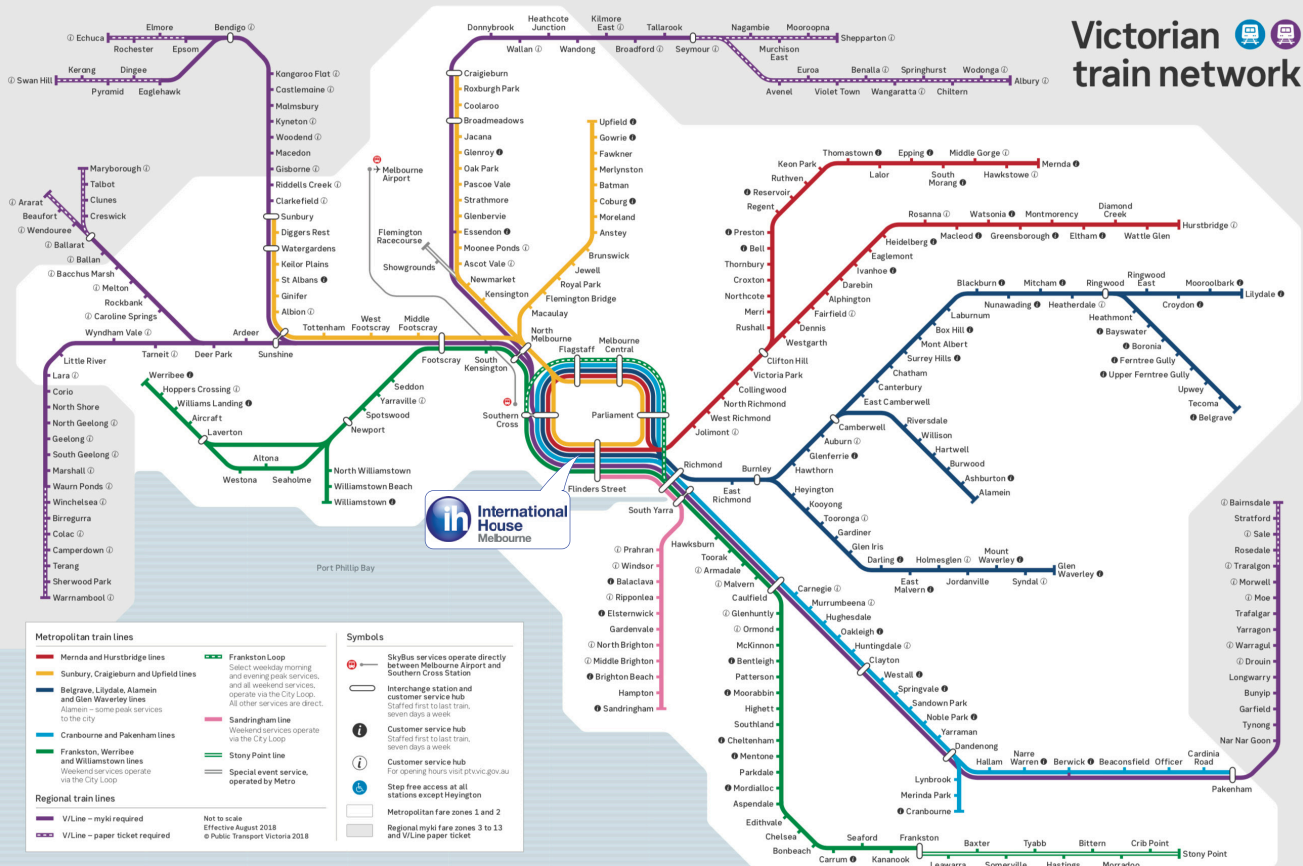 Victorian
train network
ⓘ Echuca
Elmore
Rochester
Epsom
Bendigo ⓘ
ⓘ Swan Hill
Kerang
Dingee
Pyramid
Eaglehawk
Kangaroo Flat ⓘ
Castlemaine ⓘ
Malmsbury
Kyneton ⓘ
Woodend ⓘ
Macedon
Gisborne ⓘ
Riddells Creek ⓘ
Clarkefield ⓘ
Sunbury
Diggers Rest
Watergardens
Keilor Plains
St Albans ⓘ
Ginifer
Albion ⓘ
Donnybrook
Heathcote
Junction
Kilmore
East ⓘ
Tallarook
Wallan ⓘ
Wandong
Broadford ⓘ
Seymour ⓘ
Nagambie
Mooroopna
Murchison
East
Shepparton ⓘ
Euroa
Benalla ⓘ
Springhurst
Wodonga ⓘ
Avenel
Violet Town
Wangaratta ⓘ
Chiltern
Albury ⓘ
Craigieburn
Roxburgh Park
Coolaroo
Broadmeadows
Jacana
Glenroy ⓘ
Oak Park
Pascoe Vale
Strathmore
Glenbervie
Essendon ⓘ
Moonee Ponds ⓘ
Ascot Vale ⓘ
Newmarket
Kensington
Upfield ⓘ
Gowrie ⓘ
Fawkner
Merlynston
Batman
Coburg ⓘ
Moreland
Anstey
Brunswick
Jewell
Royal Park
Flemington Bridge
Macaulay
Melbourne
Airport
Flemington
Racecourse
Showgrounds
Maryborough ⓘ
Talbot
Clunes
Creswick
ⓘ Ararat
Beaufort
ⓘ Wendouree
ⓘ Ballarat
ⓘ Ballan
ⓘ Bacchus Marsh
ⓘ Melton
Rockbank
ⓘ Caroline Springs
Wyndham Vale ⓘ
Tarneit ⓘ
Deer Park
Ardeer
Sunshine
Tottenham
West
Footscray
Middle
Footscray
Footscray
South
Kensington
North
Melbourne
Flagstaff
Melbourne
Central
Southern
Cross
Parliament
Flinders Street
Little River
Lara ⓘ
Corio
North Shore
North Geelong ⓘ
Geelong ⓘ
South Geelong ⓘ
Marshall ⓘ
Waurn Ponds ⓘ
Winchelsea ⓘ
Birregurra
Colac ⓘ
Camperdown ⓘ
Terang
Sherwood Park
Warrnambool ⓘ
Werribee ⓘ
Hoppers Crossing ⓘ
Williams Landing ⓘ
Aircraft
Laverton
Altona
Westona
Seaholme
Seddon
Yarraville ⓘ
Spotswood
Newport
North Williamstown
Williamstown Beach
Williamstown ⓘ
ih
International
House
Melbourne
Port Phillip Bay
Keon Park
Ruthven
ⓘ Reservoir
Regent
ⓘ Preston
ⓘ Bell
Thornbury
Croxton
Northcote
Merri
Rushall
Thomastown ⓘ
Epping ⓘ
Middle Gorge ⓘ
Lalor
South
Morang ⓘ
Hawkstowe ⓘ
Mernda ⓘ
Rosanna ⓘ
Watsonia ⓘ
Montmorency
Diamond
Creek
Hurstbridge ⓘ
Heidelberg ⓘ
Macleod ⓘ
Greensborough ⓘ
Eltham ⓘ
Wattle Glen
Eaglemont
Ivanhoe ⓘ
Darebin
Alphington
Fairfield ⓘ
Dennis
Westgarth
Clifton Hill
Victoria Park
Collingwood
North Richmond
West Richmond
Jolimont ⓘ
Blackburn ⓘ
Mitcham ⓘ
Ringwood
Ringwood
East
Mooroolbark ⓘ
Lilydale ⓘ
Nunawading ⓘ
Heatherdale ⓘ
Croydon ⓘ
Laburnum
Box Hill ⓘ
Mont Albert
Surrey Hills ⓘ
Chatham
Canterbury
East Camberwell
Heathmont
ⓘ Bayswater
ⓘ Boronia
ⓘ Ferntree Gully
ⓘ Upper Ferntree Gully
Upwey
Tecoma
ⓘ Belgrave
Camberwell
Auburn ⓘ
Glenferrie ⓘ
Hawthorn
Riversdale
Willison
Hartwell
Burwood
Ashburton ⓘ
Alamein
Richmond
Burnley
East
Richmond
Heyington
Kooyong
Tooronga ⓘ
Gardiner
Glen Iris
Darling ⓘ
Holmesglen ⓘ
Mount
Waverley ⓘ
Glen
Waverley ⓘ
East
Malvern ⓘ
Jordanville
Syndal ⓘ
South Yarra
ⓘ Prahran
ⓘ Windsor
ⓘ Balaclava
ⓘ Ripponlea
ⓘ Elsternwick
Gardenvale
ⓘ North Brighton
ⓘ Middle Brighton
ⓘ Brighton Beach
Hampton
ⓘ Sandringham
Hawksburn
Toorak
ⓘ Armadale
ⓘ Malvern
Caulfield
ⓘ Glenhuntly
ⓘ Ormond
McKinnon
ⓘ Bentleigh
Patterson
ⓘ Moorabbin
Highett
Southland
ⓘ Cheltenham
ⓘ Mentone
Parkdale
ⓘ Mordialloc
Aspendale
Edithvale
Chelsea
Bonbeach
Carrum ⓘ
Seaford
Kananook
Frankston
Leawarra
Baxter
Somerville
Tyabb
Hastings
Bittern
Morradoo
Crib Point
Stony Point
Carnegie ⓘ
Murrumbeena ⓘ
Hughesdale
Oakleigh ⓘ
Huntingdale ⓘ
Clayton
Westall ⓘ
Springvale ⓘ
Sandown Park
Noble Park ⓘ
Yarraman
Dandenong
Lynbrook
Merinda Park
ⓘ Cranbourne
Hallam
Narre
Warren ⓘ
Berwick ⓘ
Beaconsfield
Officer
Cardinia
Road
Pakenham
ⓘ Bairnsdale
Stratford
ⓘ Sale
Rosedale
ⓘ Traralgon
ⓘ Morwell
ⓘ Moe
Trafalgar
Yarragon
ⓘ Warragul
ⓘ Drouin
Longwarry
Bunyip
Garfield
Tynong
Nar Nar Goon
Metropolitan train lines
Mernda and Hurstbridge lines
Sunbury, Craigieburn and Upfield lines
Belgrave, Lilydale, Alamein
and Glen Waverley lines
Alamein – some peak services
to the city
Cranbourne and Pakenham lines
Frankston, Werribee
and Williamstown lines
Weekend services operate
via the City Loop
Regional train lines
V/Line – myki required
V/Line – paper ticket required
Frankston Loop
Select weekday morning
and evening peak services,
and all weekend services,
operate via the City Loop.
All other services are direct.
Sandringham line
Weekend services operate
via the City Loop
Stony Point line
Special event service,
operated by Metro
Not to scale
Effective August 2018
© Public Transport Victoria 2018
Symbols
SkyBus services operate directly
between Melbourne Airport and
Southern Cross Station
Interchange station and
customer service hub
Staffed first to last train,
seven days a week
Customer service hub
Staffed first to last train,
seven days a week
Customer service hub
For opening hours visit ptv.vic.gov.au
Step free access at all
stations except Heyington
Metropolitan fare zones 1 and 2
Regional myki fare zones 3 to 13
and V/Line paper ticket